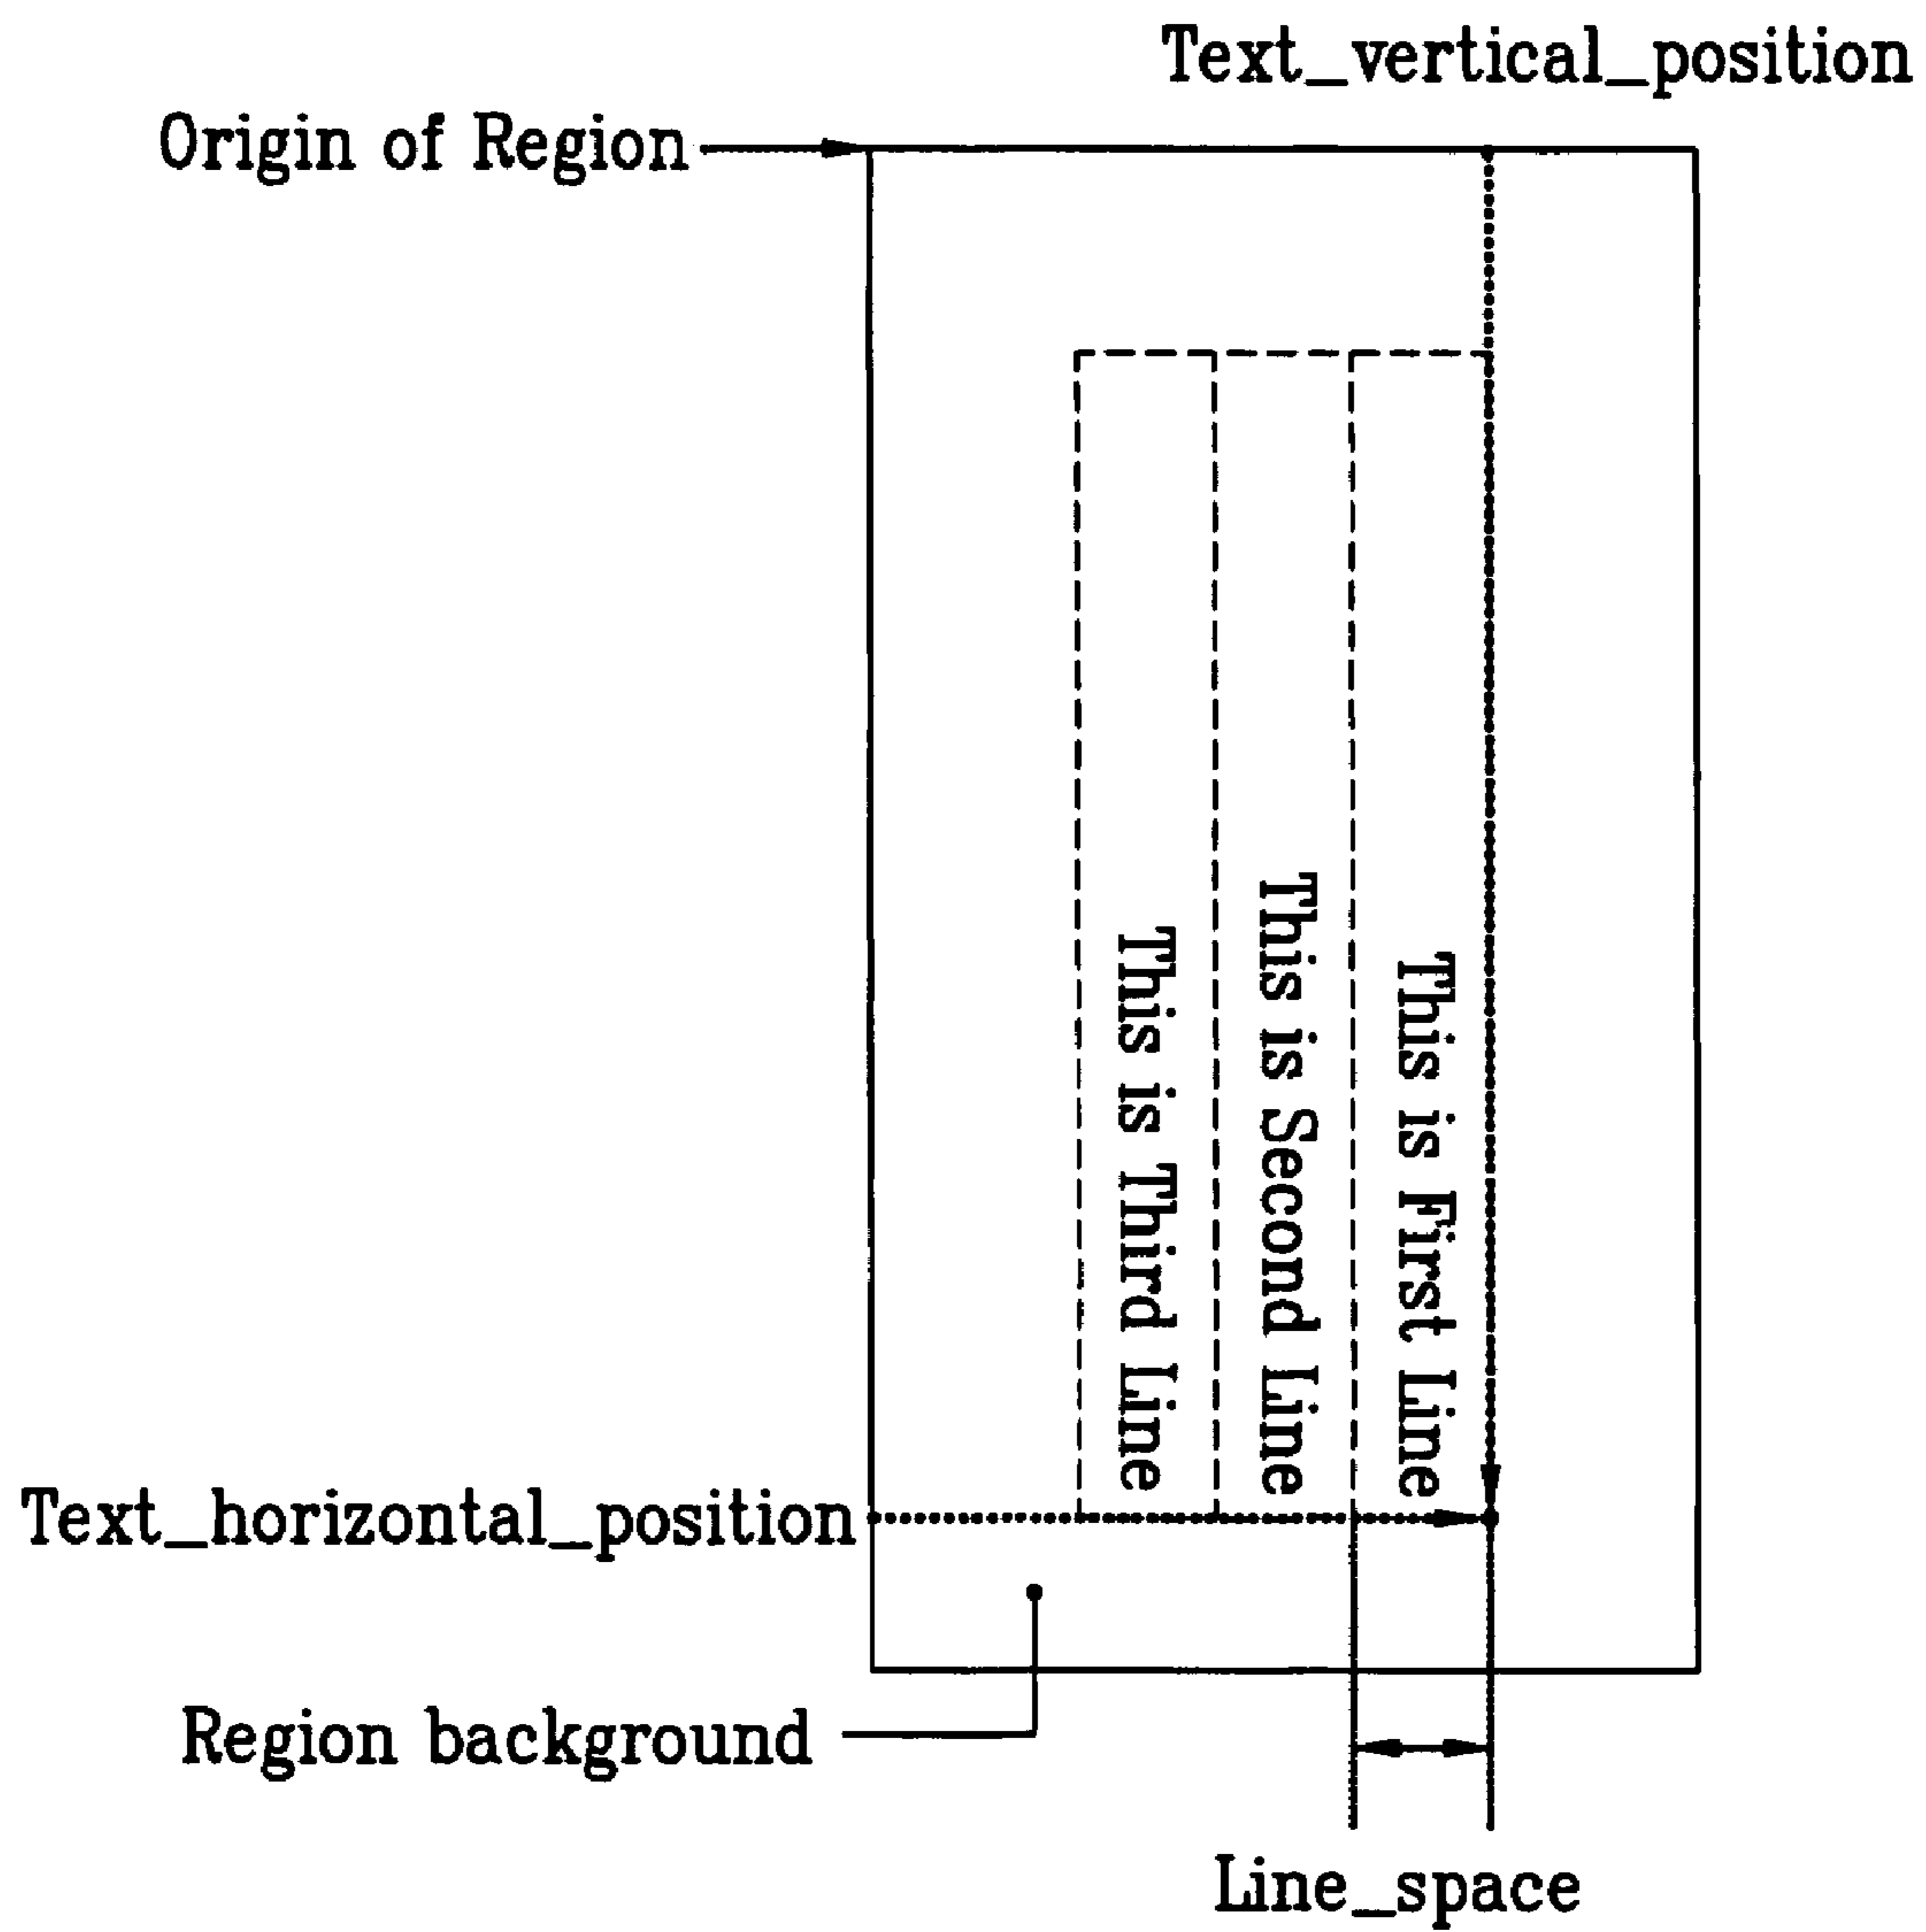 Text_vertical_position
Origin of Region
This is First Line
This is Second Line
This is Third Line
Text_horizontal_position
Region background
Line_space